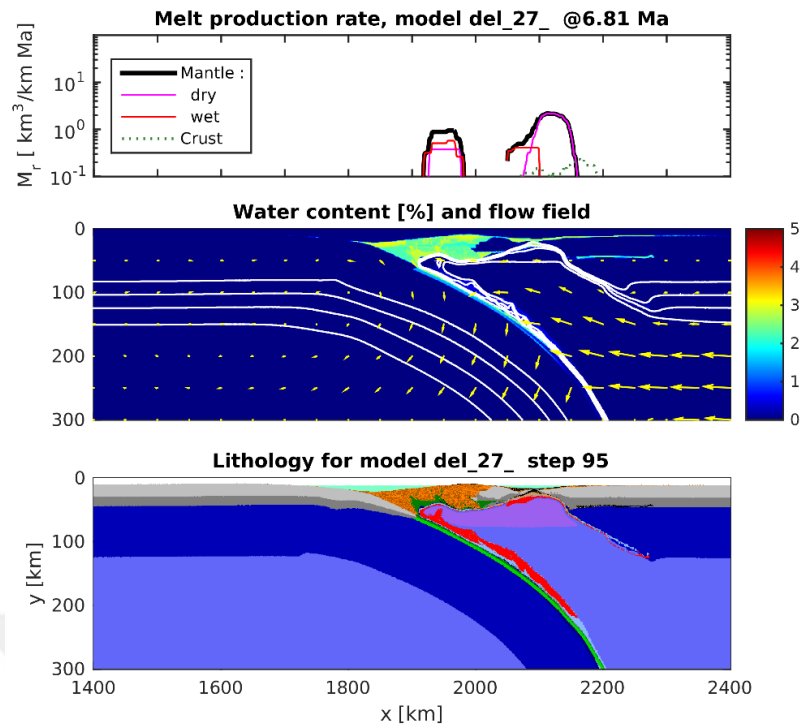 Melt production rate, model del_27_ @6.81 Ma
M_r [ km^3/km Ma]
10^1
10^0
10^-1
Mantle :
dry
wet
Crust
Water content [%] and flow field
0
100
200
300
5
4
3
2
1
0
Lithology for model del_27_ step 95
y [km]
0
100
200
300
1400
1600
1800
2000
2200
2400
x [km]